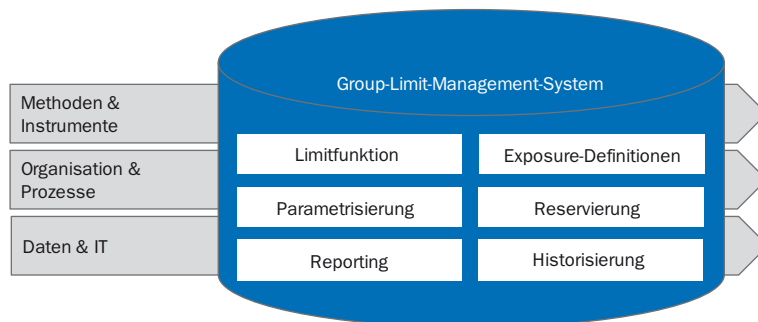 Group-Limit-Management-System
Methoden &
Instrumente
Limitfunktion
Exposure-Definitionen
Organisation &
Prozesse
Parametrisierung
Reservierung
Daten & IT
Reporting
Historisierung